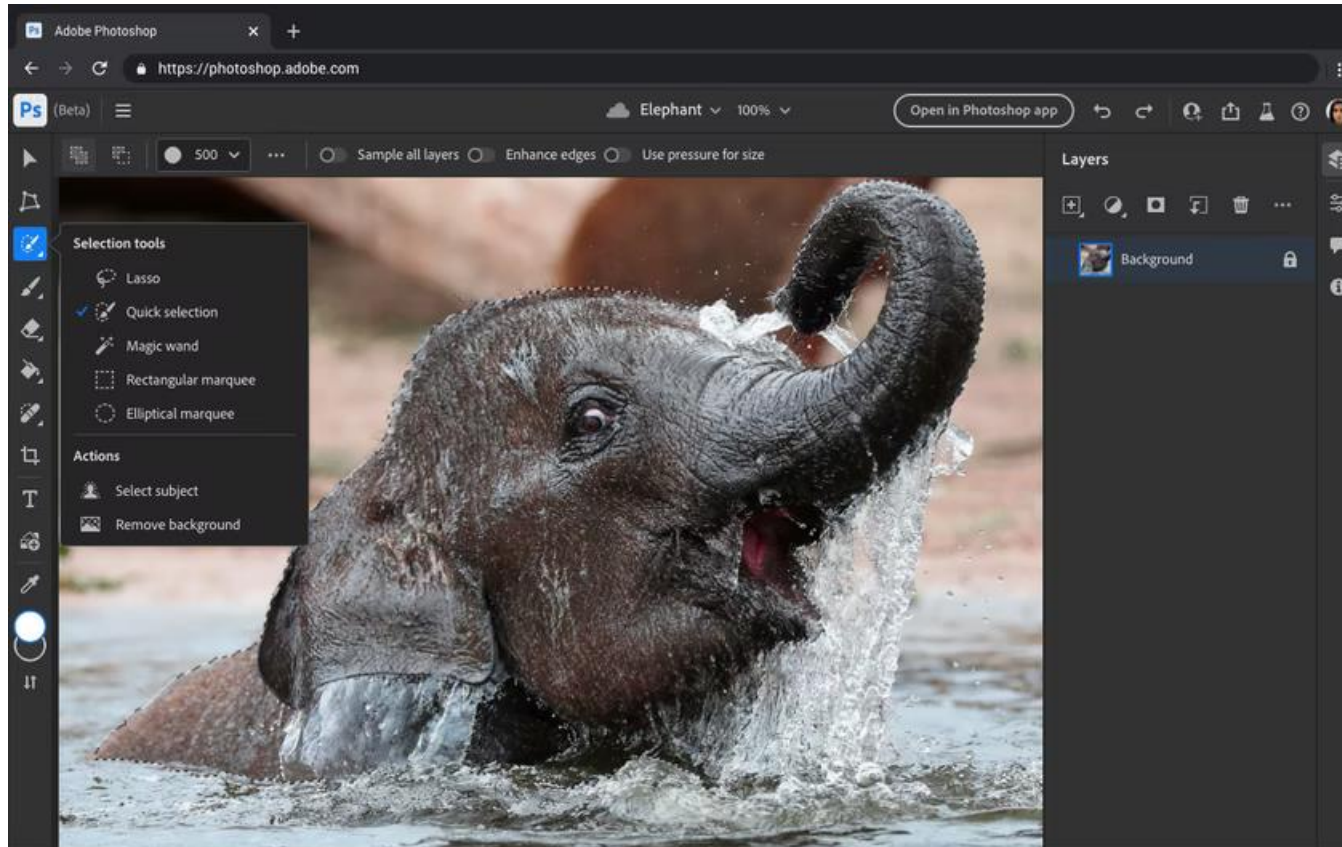 Ps Adobe Photoshop
https://photoshop.adobe.com
Ps (Beta) Elephant 100% Open in Photoshop app
500 Sample all layers Enhance edges Use pressure for size
Layers
Selection tools
Lasso
Background
Quick selection
Magic wand
Rectangular marquee
Elliptical marquee
Actions
Select subject
Remove background
T